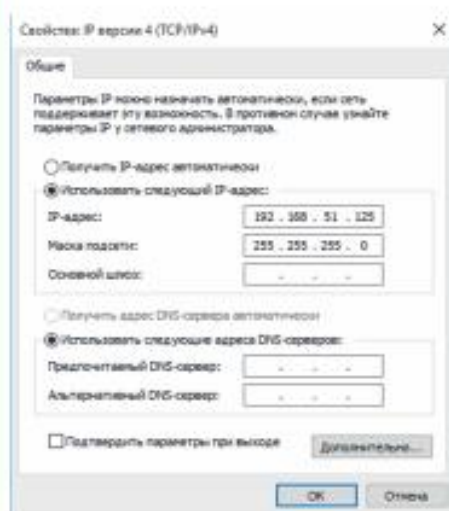 Свойства: IP версии 4 (TCP/IPv4)
Общие
Параметры IP можно назначать автоматически, если сеть
поддерживает эту возможность. В противном случае узнайте
параметры IP у сетевого администратора.
Получить IP-адрес автоматически
Использовать следующий IP-адрес:
IP-адрес: 192 . 168 . 51 . 125
Маска подсети: 255 . 255 . 255 . 0
Основной шлюз: . . .
Получить адрес DNS-сервера автоматически
Использовать следующие адреса DNS-серверов:
Предпочитаемый DNS-сервер: . . .
Альтернативный DNS-сервер: . . .
Подтвердить параметры при выходе
Дополнительно...
ОК Отмена